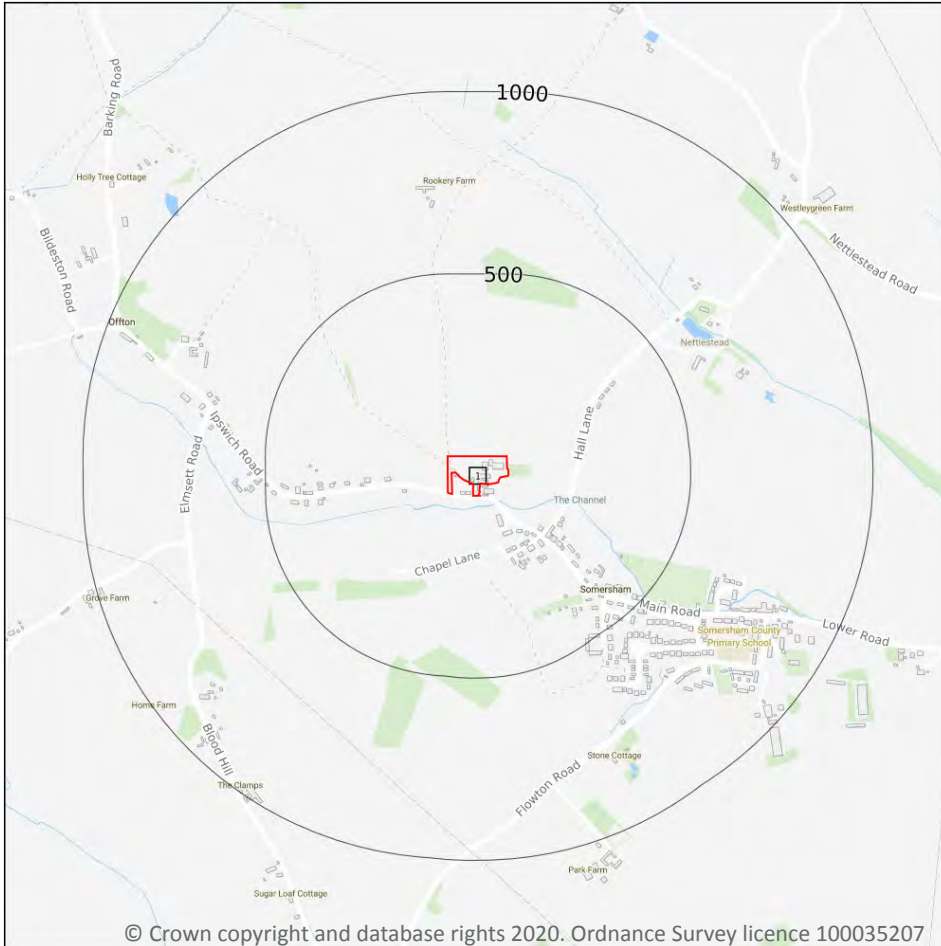 1000
Barking Road
Holly Tree Cottage
Rookery Farm
Westleygreen Farm
Bildeston Road
Nettlestead Road
500
Offton
Nettlestead
Hall Lane
Ipswich Road
Elmsett Road
1
The Channel
Chapel Lane
Somersham
Grove Farm
Main Road
Lower Road
Somersham County
Primary School
Home Farm
Blood Hill
Stone Cottage
The Clamps
Flowton Road
Park Farm
Sugar Loaf Cottage
© Crown copyright and database rights 2020. Ordnance Survey licence 100035207